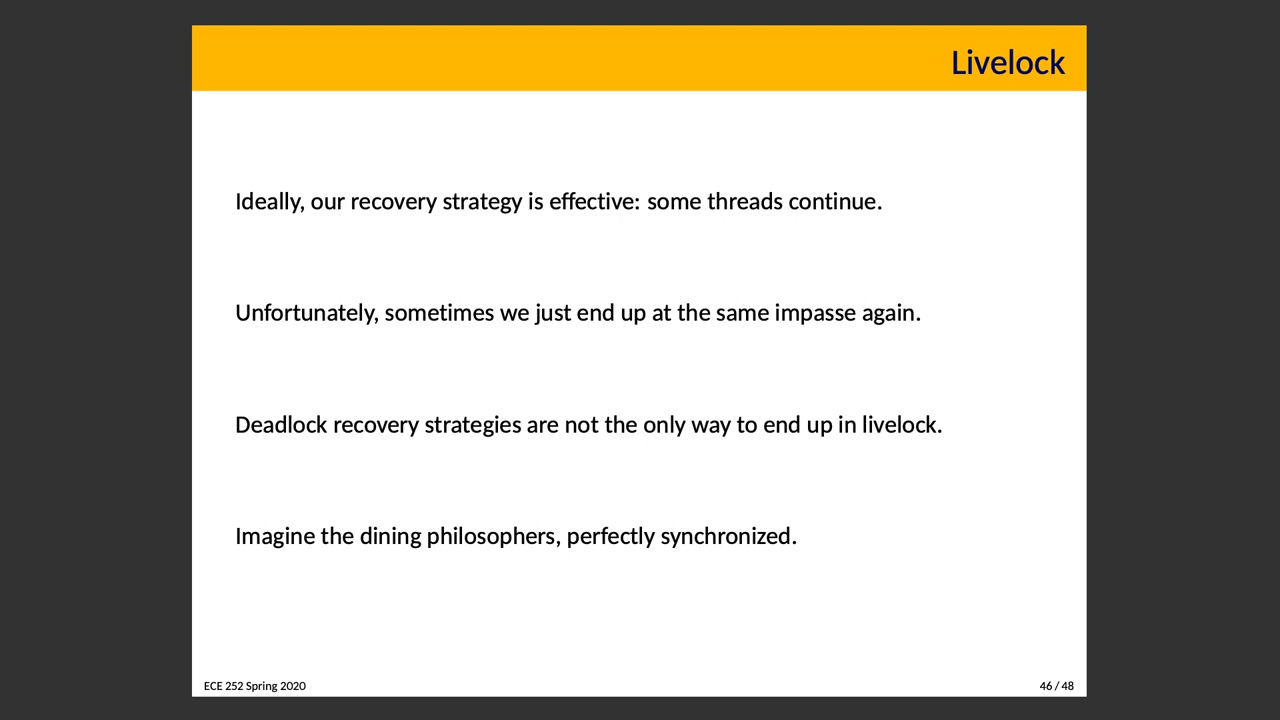 Livelock
Ideally, our recovery strategy is effective: some threads continue.
Unfortunately, sometimes we just end up at the same impasse again.
Deadlock recovery strategies are not the only way to end up in livelock.
Imagine the dining philosophers, perfectly synchronized.
ECE 252 Spring 2020
46 / 48